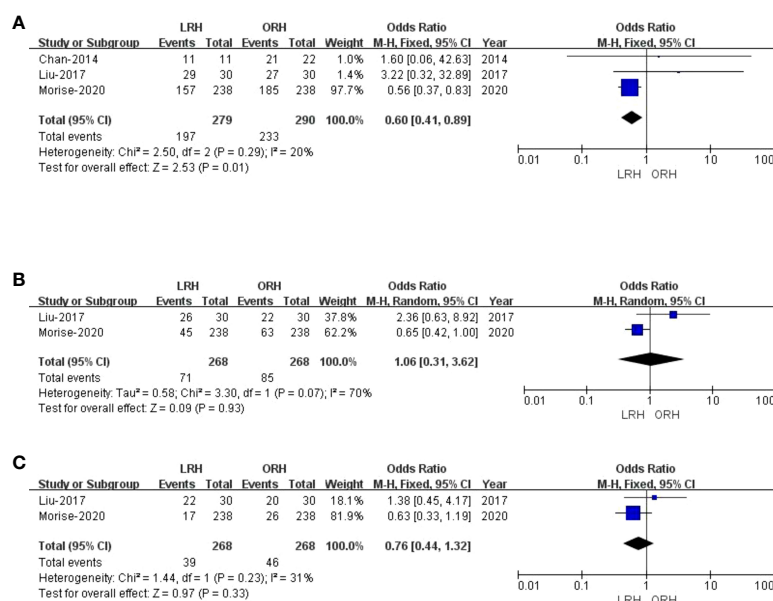 A
LRH ORH Odds Ratio Odds Ratio
Study or Subgroup Events Total Events Total Weight M-H, Fixed, 95% CI Year M-H, Fixed, 95% CI
Chan-2014 11 11 21 22 1.0% 1.60 [0.06, 42.63] 2014
Liu-2017 29 30 27 30 1.4% 3.22 [0.32, 32.89] 2017
Morise-2020 157 238 185 238 97.7% 0.56 [0.37, 0.83] 2020
Total (95% CI) 279 290 100.0% 0.60 [0.41, 0.89]
Total events 197 233
Heterogeneity: Chi² = 2.50, df = 2 (P = 0.29); I² = 20%
Test for overall effect: Z = 2.53 (P = 0.01)
0.01 0.1 1 10 100
LRH ORH
B
LRH ORH Odds Ratio Odds Ratio
Study or Subgroup Events Total Events Total Weight M-H, Random, 95% CI Year M-H, Random, 95% CI
Liu-2017 26 30 22 30 37.8% 2.36 [0.63, 8.92] 2017
Morise-2020 45 238 63 238 62.2% 0.65 [0.42, 1.00] 2020
Total (95% CI) 268 268 100.0% 1.06 [0.31, 3.62]
Total events 71 85
Heterogeneity: Tau² = 0.58; Chi² = 3.30, df = 1 (P = 0.07); I² = 70%
Test for overall effect: Z = 0.09 (P = 0.93)
0.01 0.1 1 10 100
LRH ORH
C
LRH ORH Odds Ratio Odds Ratio
Study or Subgroup Events Total Events Total Weight M-H, Fixed, 95% CI Year M-H, Fixed, 95% CI
Liu-2017 22 30 20 30 18.1% 1.38 [0.45, 4.17] 2017
Morise-2020 17 238 26 238 81.9% 0.63 [0.33, 1.19] 2020
Total (95% CI) 268 268 100.0% 0.76 [0.44, 1.32]
Total events 39 46
Heterogeneity: Chi² = 1.44, df = 1 (P = 0.23); I² = 31%
Test for overall effect: Z = 0.97 (P = 0.33)
0.01 0.1 1 10 100
LRH ORH